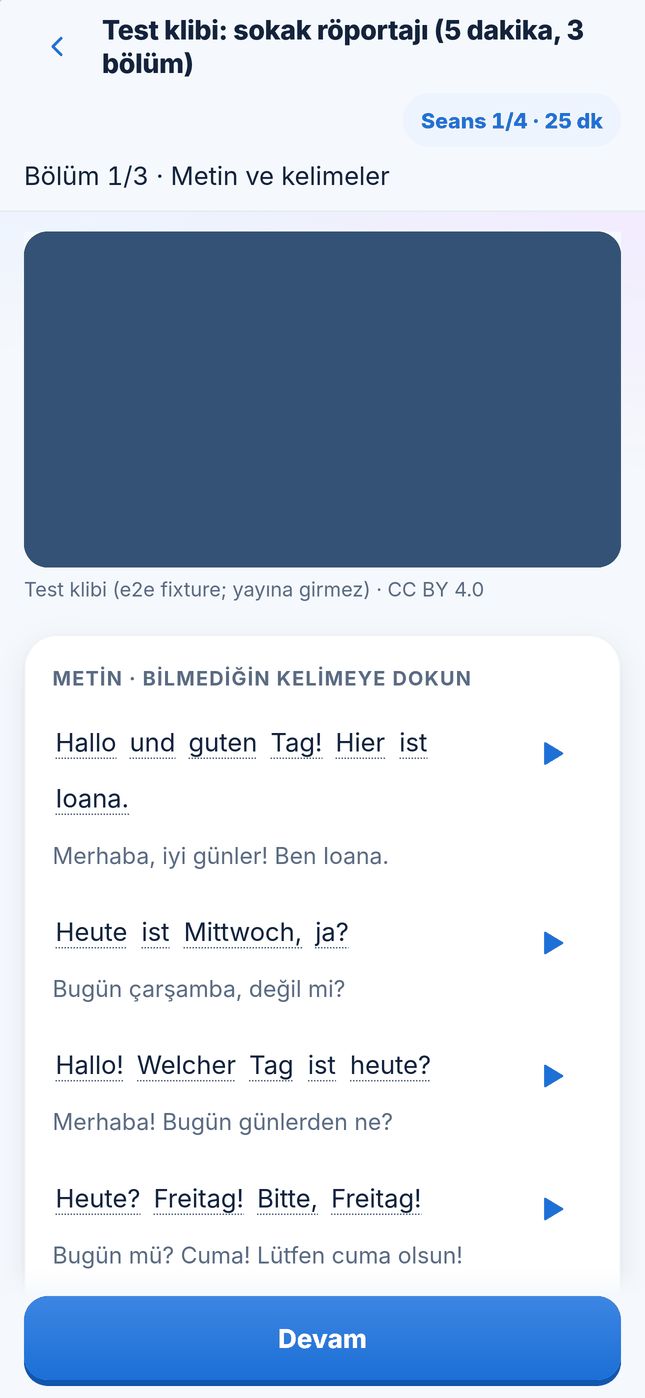 Test klibi: sokak röportajı (5 dakika, 3
bölüm)
Seans 1/4 · 25 dk
Bölüm 1/3 · Metin ve kelimeler
Test klibi (e2e fixture; yayına girmez) · CC BY 4.0
METİN · BİLMEDİĞİN KELİMEYE DOKUN
Hallo und guten Tag! Hier ist
Ioana.
Merhaba, iyi günler! Ben Ioana.
Heute ist Mittwoch, ja?
Bugün çarşamba, değil mi?
Hallo! Welcher Tag ist heute?
Merhaba! Bugün günlerden ne?
Heute? Freitag! Bitte, Freitag!
Bugün mü? Cuma! Lütfen cuma olsun!
Devam